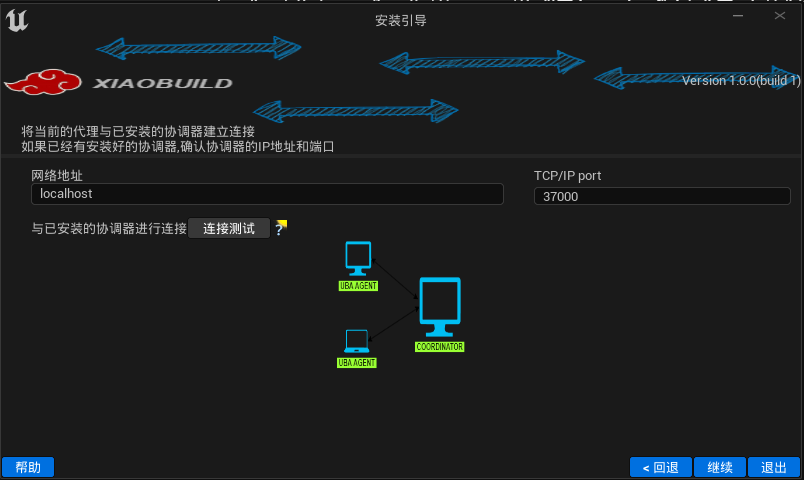 安装引导
XIAOBUILD
Version 1.0.0(build 1)
将当前的代理与已安装的协调器建立连接
如果已经有安装好的协调器,确认协调器的IP地址和端口
网络地址
TCP/IP port
localhost
37000
与已安装的协调器进行连接 连接测试 ?
UBA AGENT
UBA AGENT
COORDINATOR
帮助
< 回退
继续
退出